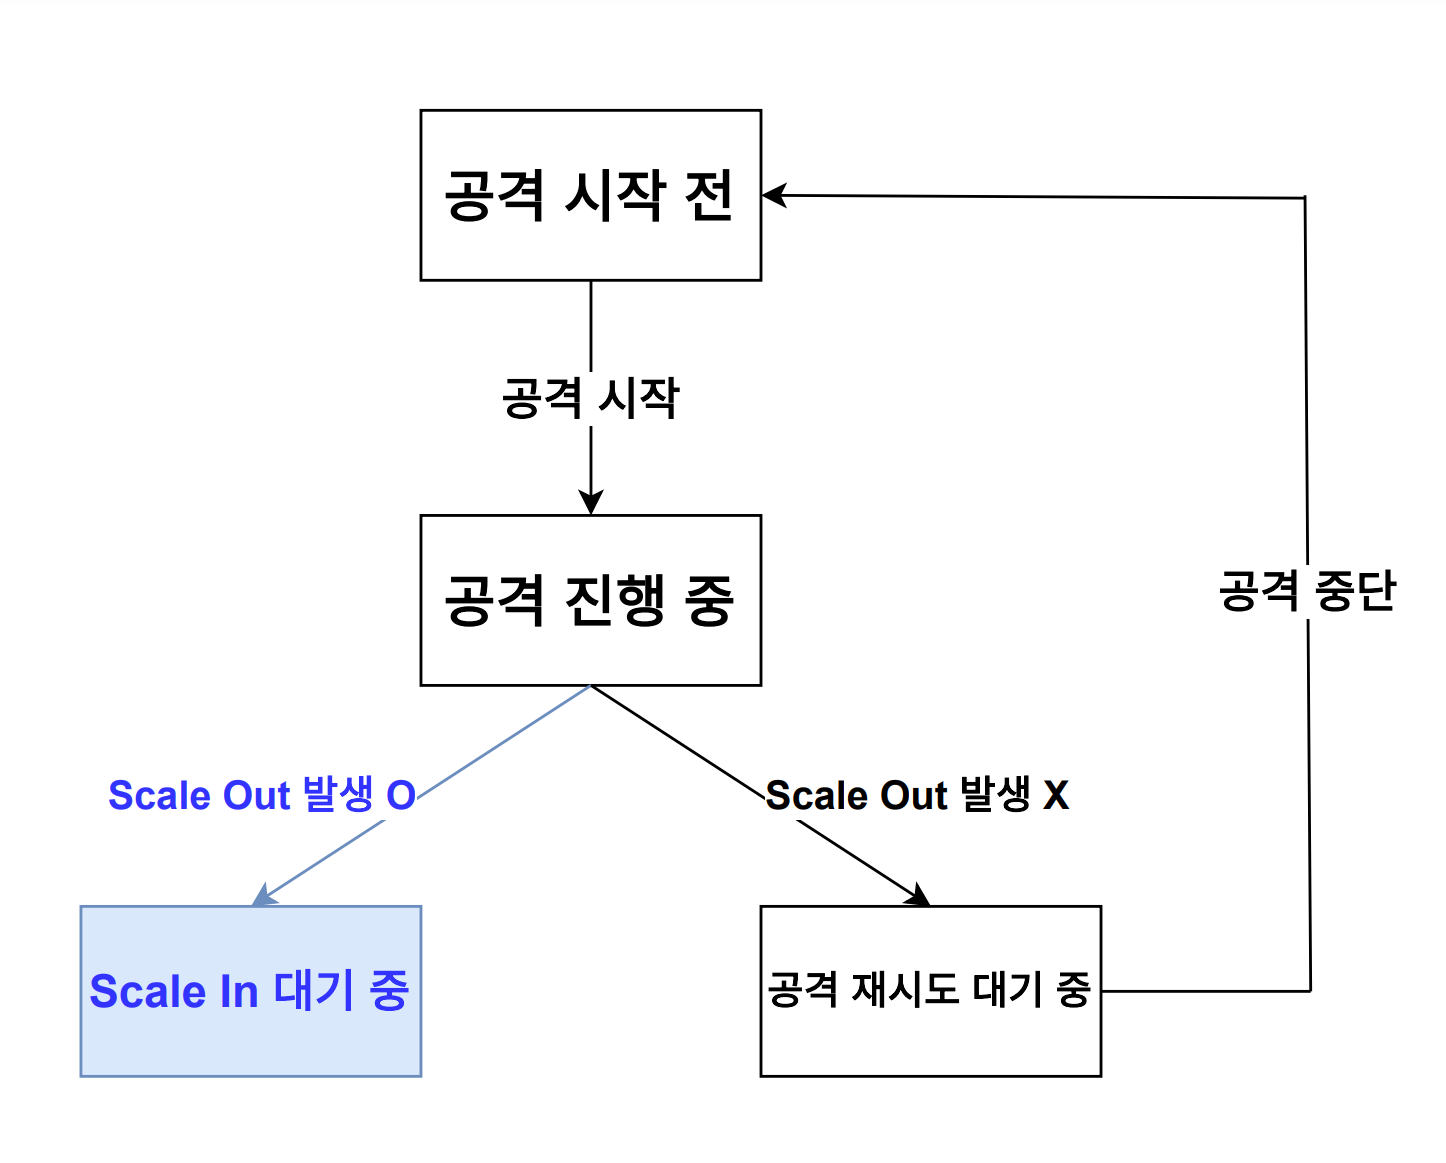 공격 시작 전
공격 시작
공격 진행 중
공격 중단
Scale Out 발생 O
Scale Out 발생 X
Scale In 대기 중
공격 재시도 대기 중